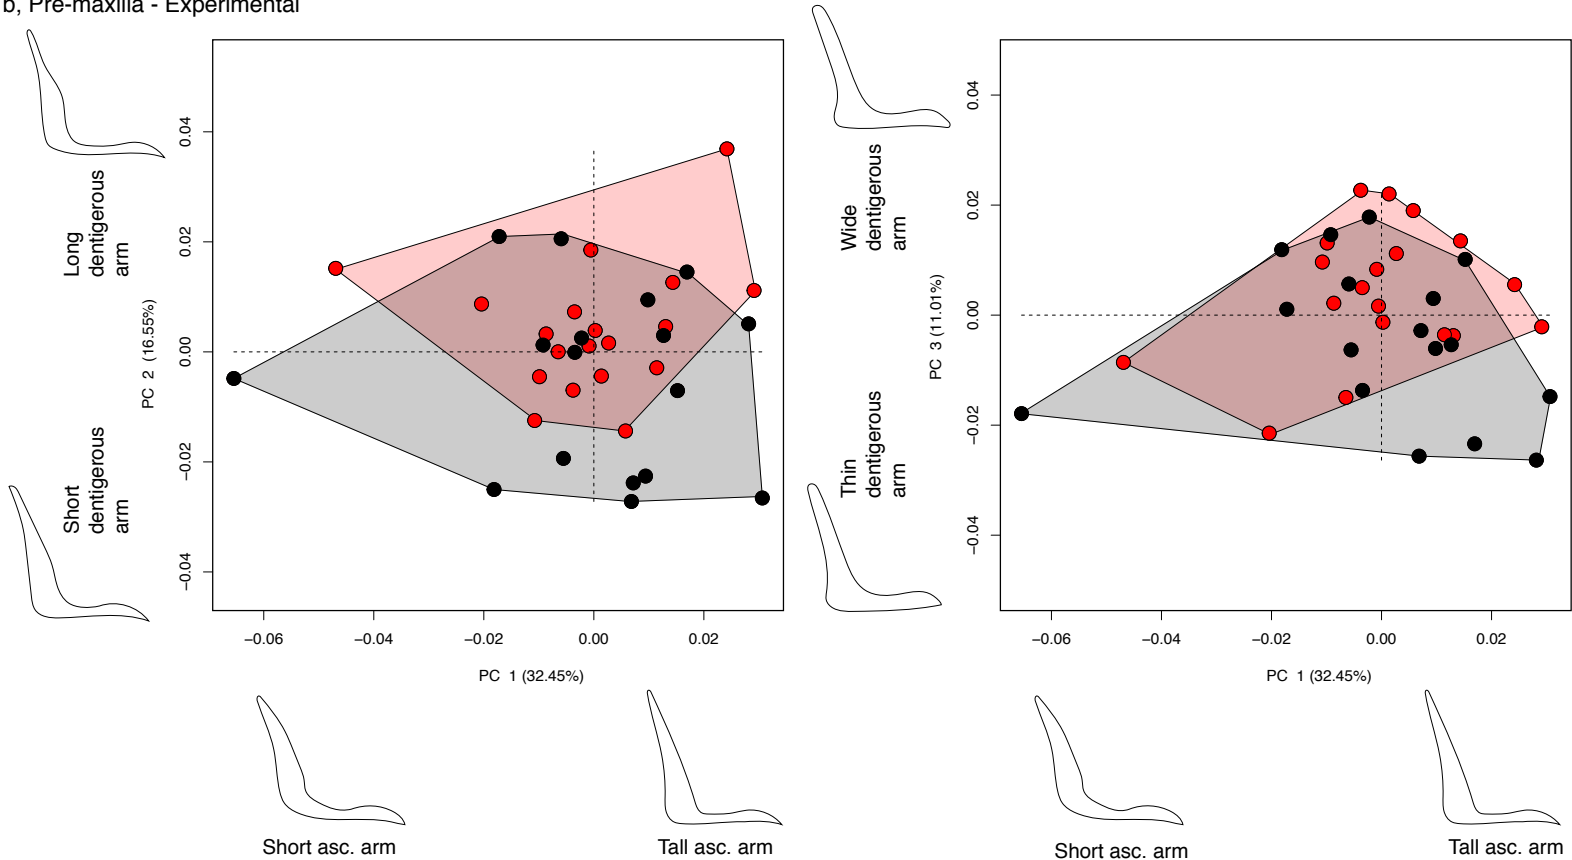 b, Pre-maxilla - Experimental
Long
dentigerous
arm
Short
dentigerous
arm
PC 2 (16.55%)
0.04
0.02
0.00
−0.02
−0.04
−0.06
−0.04
−0.02
0.00
0.02
PC 1 (32.45%)
Short asc. arm
Tall asc. arm
Wide
dentigerous
arm
Thin
dentigerous
arm
PC 3 (11.01%)
0.04
0.02
0.00
−0.02
−0.04
−0.06
−0.04
−0.02
0.00
0.02
PC 1 (32.45%)
Short asc. arm
Tall asc. arm